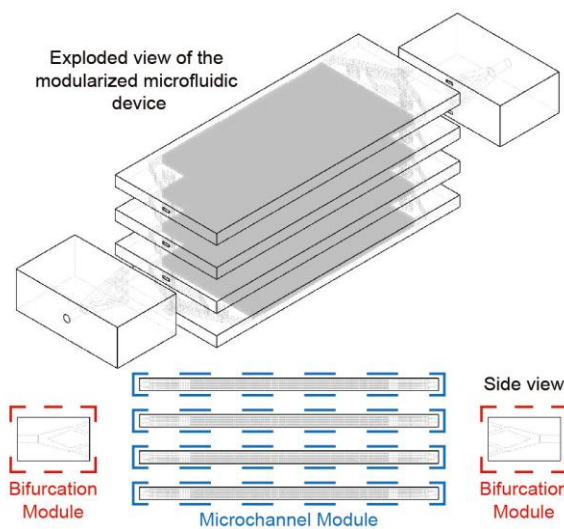 Exploded view of the
modularized microfluidic
device
Side view
Bifurcation
Module
Microchannel Module
Bifurcation
Module